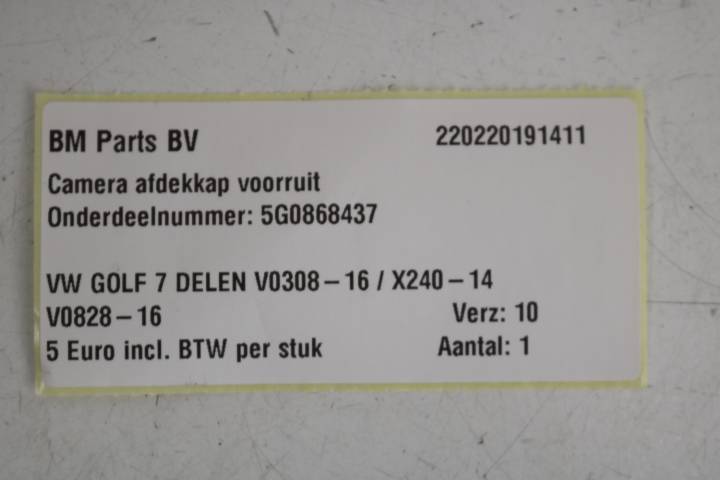 BM Parts BV 220220191411
Camera afdekkap voorruit
Onderdeelnummer: 5G0868437
VW GOLF 7 DELEN V0308-16 / X240-14
V0828-16 Verz: 10
5 Euro incl. BTW per stuk Aantal: 1